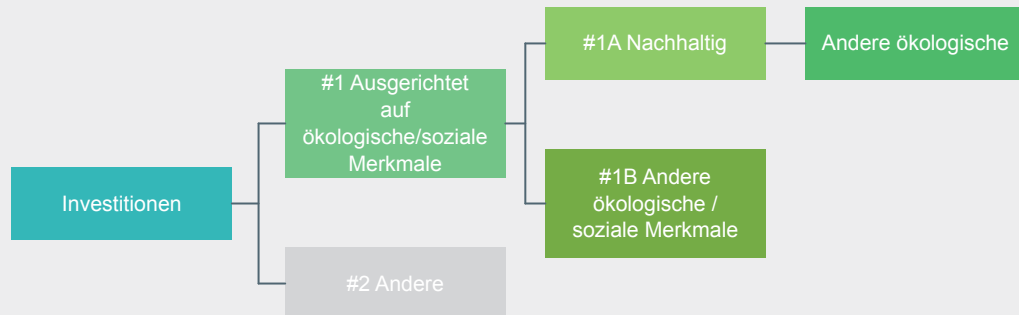 Investitionen
#1 Ausgerichtet
auf
ökologische/soziale
Merkmale
#2 Andere
#1A Nachhaltig
#1B Andere
ökologische /
soziale Merkmale
Andere ökologische